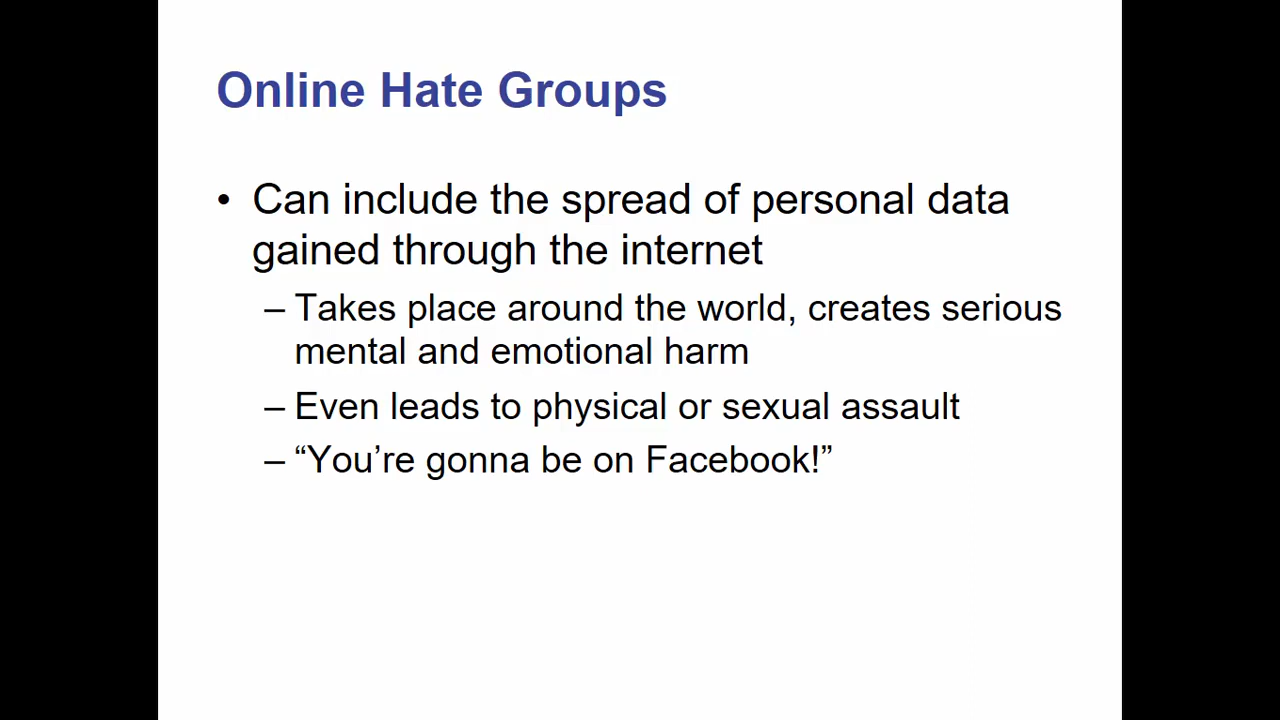 Online Hate Groups
• Can include the spread of personal data
gained through the internet
– Takes place around the world, creates serious
mental and emotional harm
– Even leads to physical or sexual assault
– “You’re gonna be on Facebook!”